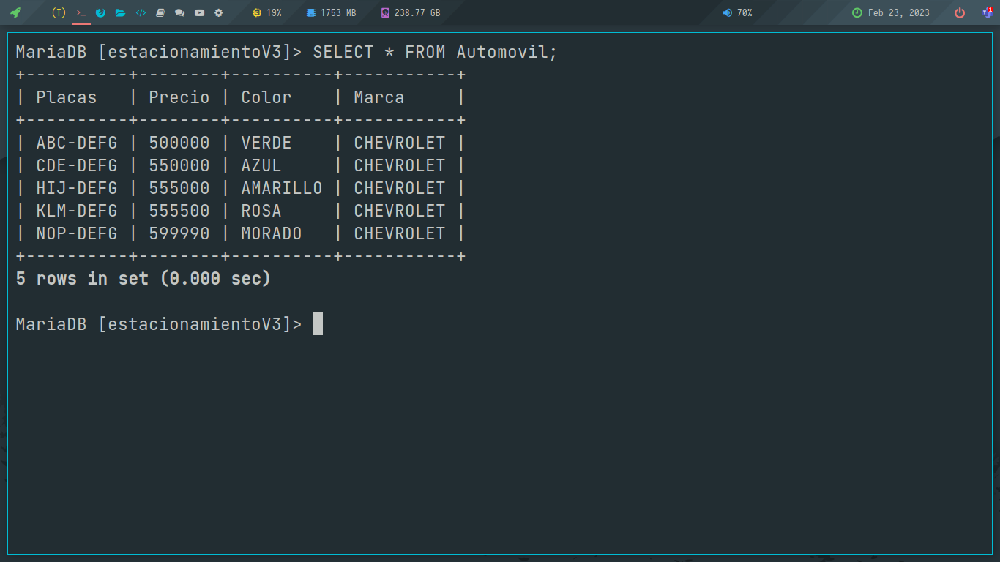 (T) >_ </> 19% 1753 MB 238.77 GB 70% Feb 23, 2023 1
MariaDB [estacionamientoV3]> SELECT * FROM Automovil;
+----------+--------+----------+-----------+
| Placas   | Precio | Color    | Marca     |
+----------+--------+----------+-----------+
| ABC-DEFG | 500000 | VERDE    | CHEVROLET |
| CDE-DEFG | 550000 | AZUL     | CHEVROLET |
| HIJ-DEFG | 555000 | AMARILLO | CHEVROLET |
| KLM-DEFG | 555500 | ROSA     | CHEVROLET |
| NOP-DEFG | 599990 | MORADO   | CHEVROLET |
+----------+--------+----------+-----------+
5 rows in set (0.000 sec)
MariaDB [estacionamientoV3]>